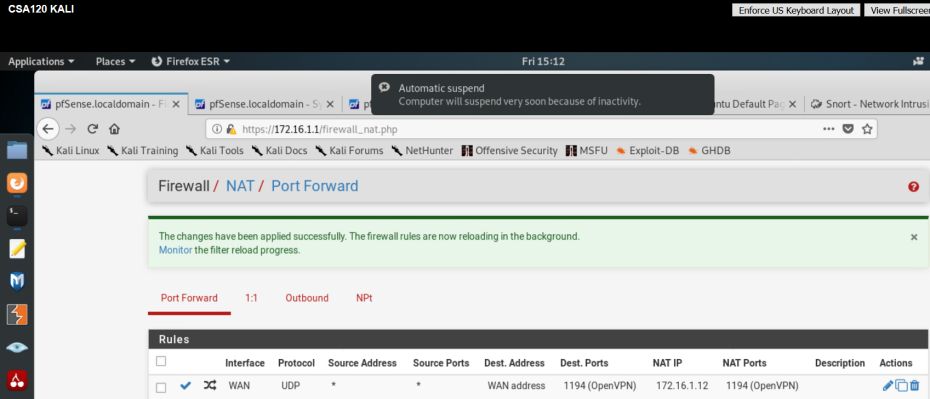 CSA120 KALI
Enforce US Keyboard Layout View Fullscreen
Applications Places Firefox ESR Fri 15:12
Automatic suspend
Computer will suspend very soon because of inactivity.
pfSense.localdomain - Fi pfSense.localdomain - Sy pf ntu Default Pag Snort - Network Intrusi
https://172.16.1.1/firewall_nat.php
Kali Linux Kali Training Kali Tools Kali Docs Kali Forums NetHunter Offensive Security MSFU Exploit-DB GHDB
Firewall / NAT / Port Forward
The changes have been applied successfully. The firewall rules are now reloading in the background.
Monitor the filter reload progress.
Port Forward 1:1 Outbound NPt
Rules
Interface Protocol Source Address Source Ports Dest. Address Dest. Ports NAT IP NAT Ports Description Actions
WAN UDP * * WAN address 1194 (OpenVPN) 172.16.1.12 1194 (OpenVPN)